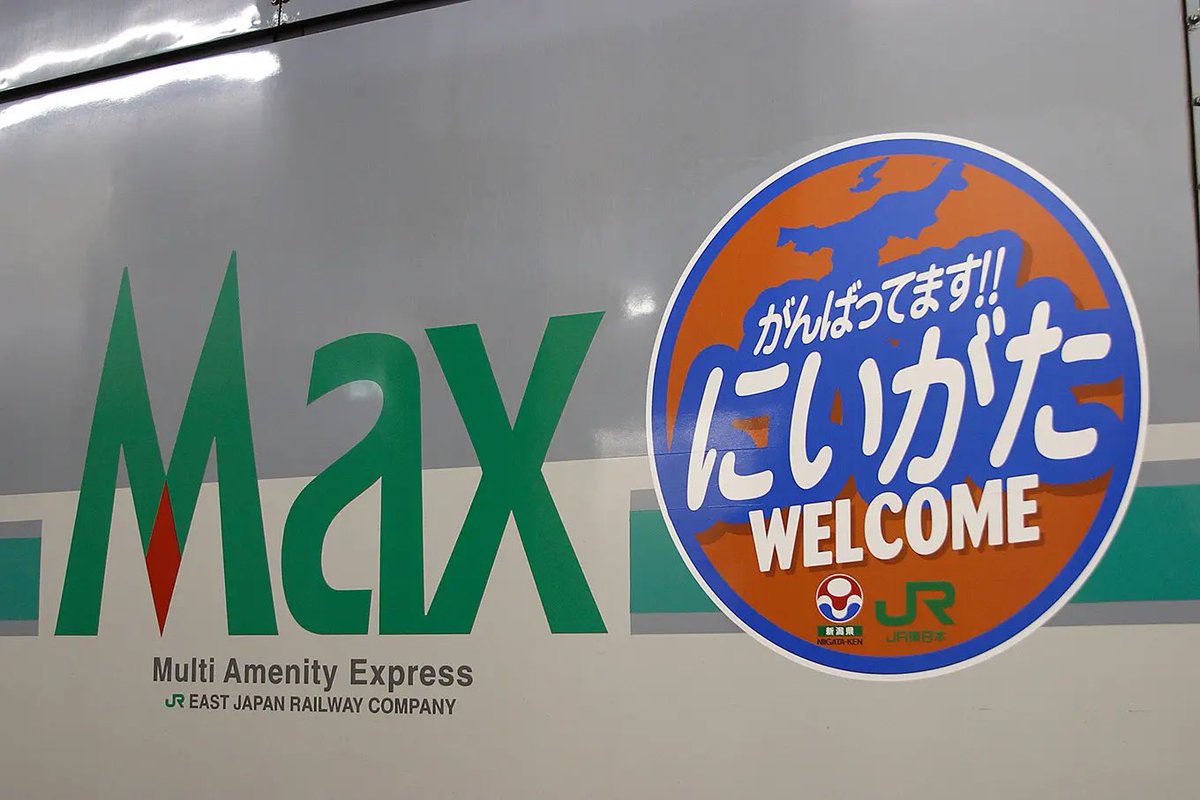 Max
Multi Amenity Express
JR EAST JAPAN RAILWAY COMPANY
がんばってます!!
にいがた
WELCOME
新潟県
NIIGATA-KEN
JR
JR東日本